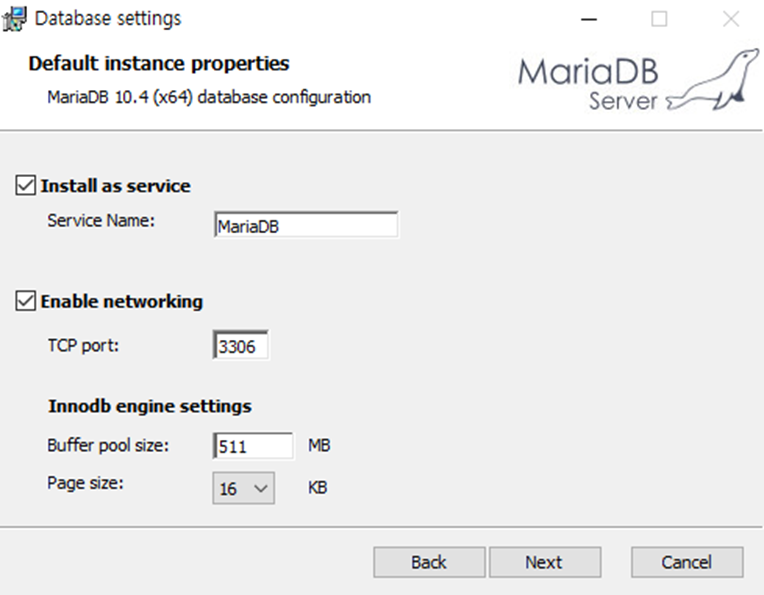 Database settings
Default instance properties
MariaDB 10.4 (x64) database configuration
MariaDB
Server
Install as service
Service Name: MariaDB
Enable networking
TCP port: 3306
Innodb engine settings
Buffer pool size: 511 MB
Page size: 16 KB
Back Next Cancel